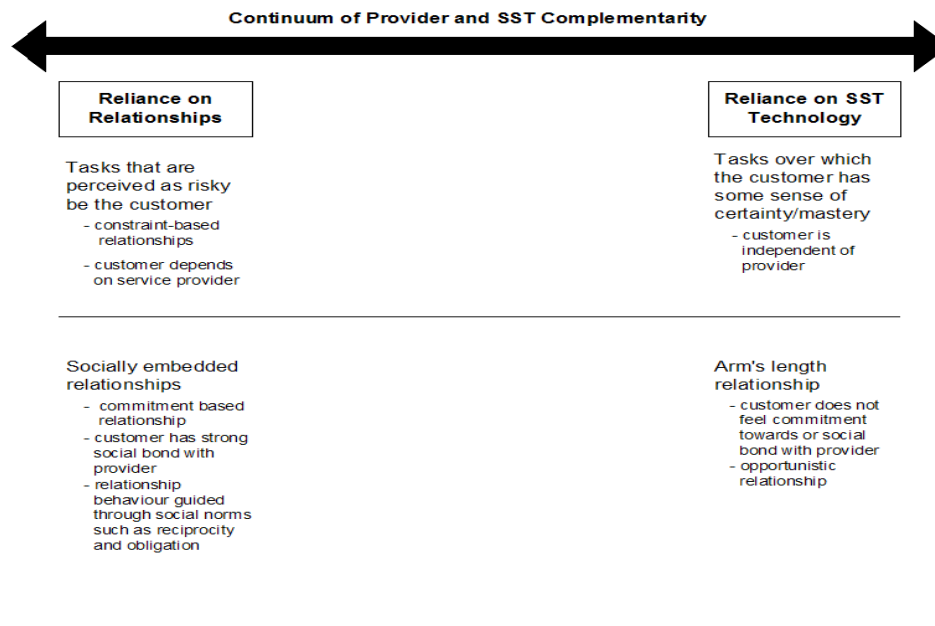 Continuum of Provider and SST Complementarity
Reliance on
Relationships
Reliance on SST
Technology
Tasks that are
perceived as risky
be the customer
- constraint-based
relationships
- customer depends
on service provider
Tasks over which
the customer has
some sense of
certainty/mastery
- customer is
independent of
provider
Socially embedded
relationships
- commitment based
relationship
- customer has strong
social bond with
provider
- relationship
behaviour guided
through social norms
such as reciprocity
and obligation
Arm's length
relationship
- customer does not
feel commitment
towards or social
bond with provider
- opportunistic
relationship